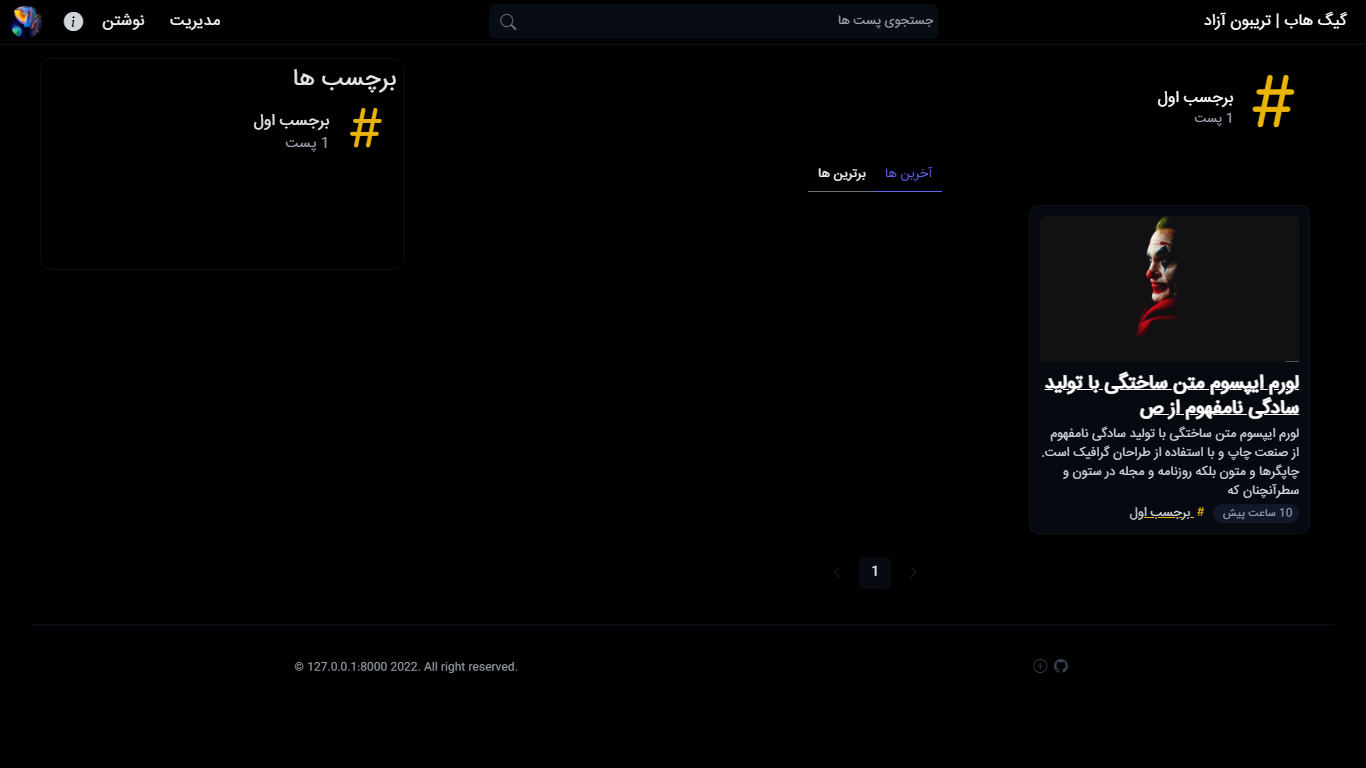 گیگ هاب | تریبون آزاد
جستجوی پست ها
مدیریت
نوشتن
برجسب اول
1 پست
آخرین ها
برترین ها
لورم ایپسوم متن ساختگی با تولید
سادگی نامفهوم از ص
لورم ایپسوم متن ساختگی با تولید سادگی نامفهوم
از صنعت چاپ و با استفاده از طراحان گرافیک است.
چاپگرها و متون بلکه روزنامه و مجله در ستون و
سطرآنچنان که
10 ساعت پیش
# برجسب اول
1
برچسب ها
برجسب اول
1 پست
© 127.0.0.1:8000 2022. All right reserved.